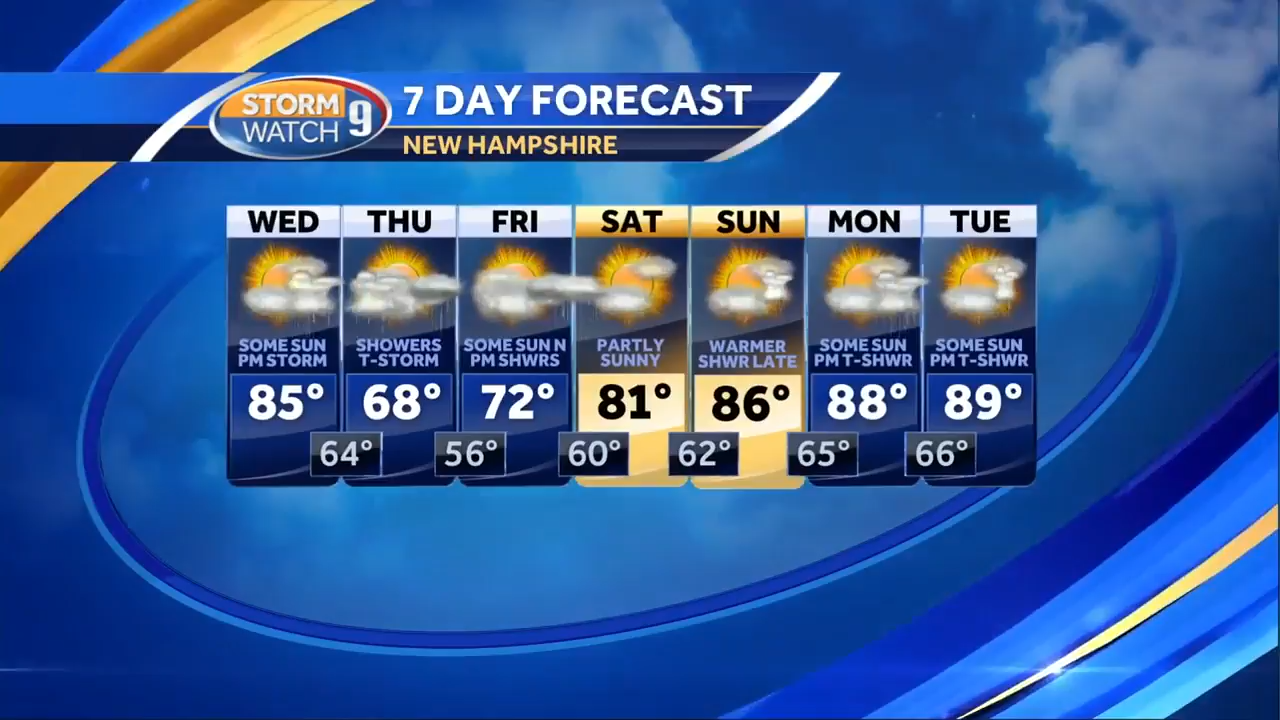 STORM
WATCH 9
7 DAY FORECAST
NEW HAMPSHIRE
WED THU FRI SAT SUN MON TUE
SOME SUN SHOWERS SOME SUN N PARTLY WARMER SOME SUN SOME SUN
PM STORM T-STORM PM SHWRS SUNNY SHWR LATE PM T-SHWR PM T-SHWR
85° 68° 72° 81° 86° 88° 89°
64° 56° 60° 62° 65° 66°